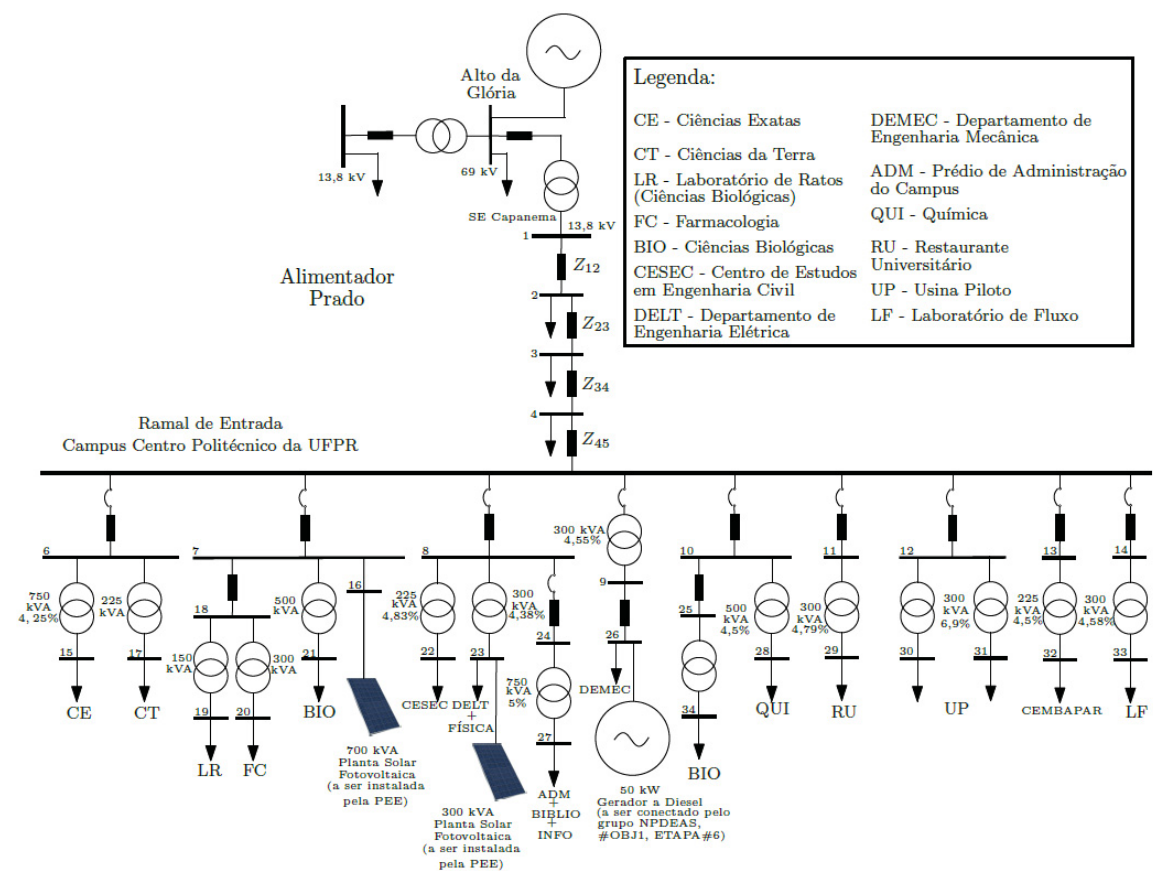 Alto da
Glória
13,8 kV
69 kV
SE Capanema
13,8 kV
1
Z12
Alimentador
Prado
2
Z23
3
Z34
4
Z45
Legenda:
CE - Ciências Exatas
CT - Ciências da Terra
LR - Laboratório de Ratos
(Ciências Biológicas)
FC - Farmacologia
BIO - Ciências Biológicas
CESEC - Centro de Estudos
em Engenharia Civil
DELT - Departamento de
Engenharia Elétrica
DEMEC - Departamento de
Engenharia Mecânica
ADM - Prédio de Administração
do Campus
QUI - Química
RU - Restaurante
Universitário
UP - Usina Piloto
LF - Laboratório de Fluxo
Ramal de Entrada
Campus Centro Politécnico da UFPR
6
750
kVA
4, 25%
225
kVA
15
17
CE
CT
7
18
150
kVA
300
kVA
19
20
LR
FC
500
kVA
21
BIO
16
700 kVA
Planta Solar
Fotovoltaica
(a ser instalada
pela PEE)
8
225
kVA
4,83%
300
kVA
4,38%
22
23
CESEC
DELT
+
FÍSICA
300 kVA
Planta Solar
Fotovoltaica
(a ser instalada
pela PEE)
24
750
kVA
5%
27
ADM
+
BIBLIO
+
INFO
300 kVA
4,55%
9
26
DEMEC
50 kW
Gerador a Diesel
(a ser conectado pelo
grupo NPDEAS,
#OBJ1, ETAPA#6)
10
25
34
BIO
500
kVA
4,5%
28
QUI
11
300
kVA
4,79%
29
RU
12
300
kVA
6,9%
30
31
UP
13
225
kVA
4,5%
32
CEMBAPAR
14
300
kVA
4,58%
33
LF